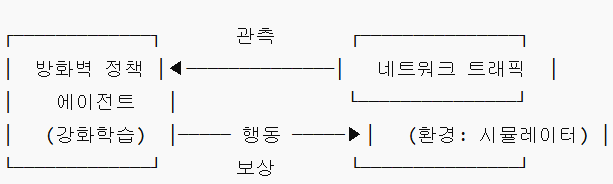 관측
방화벽 정책 네트워크 트래픽
에이전트
(강화학습) 행동 (환경: 시뮬레이터)
보상